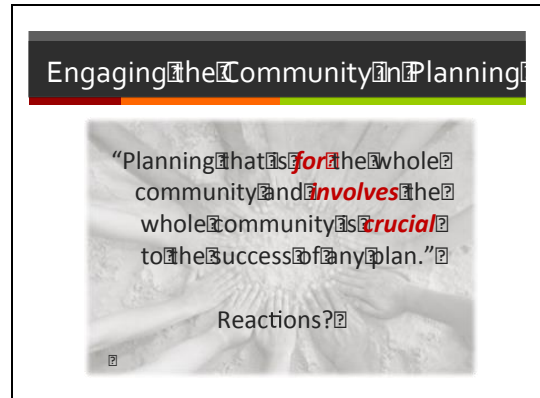 Engaging the Community in Planning
“Planning that is for the whole
community and involves the
whole community is crucial
to the success of any plan.”
Reactions?